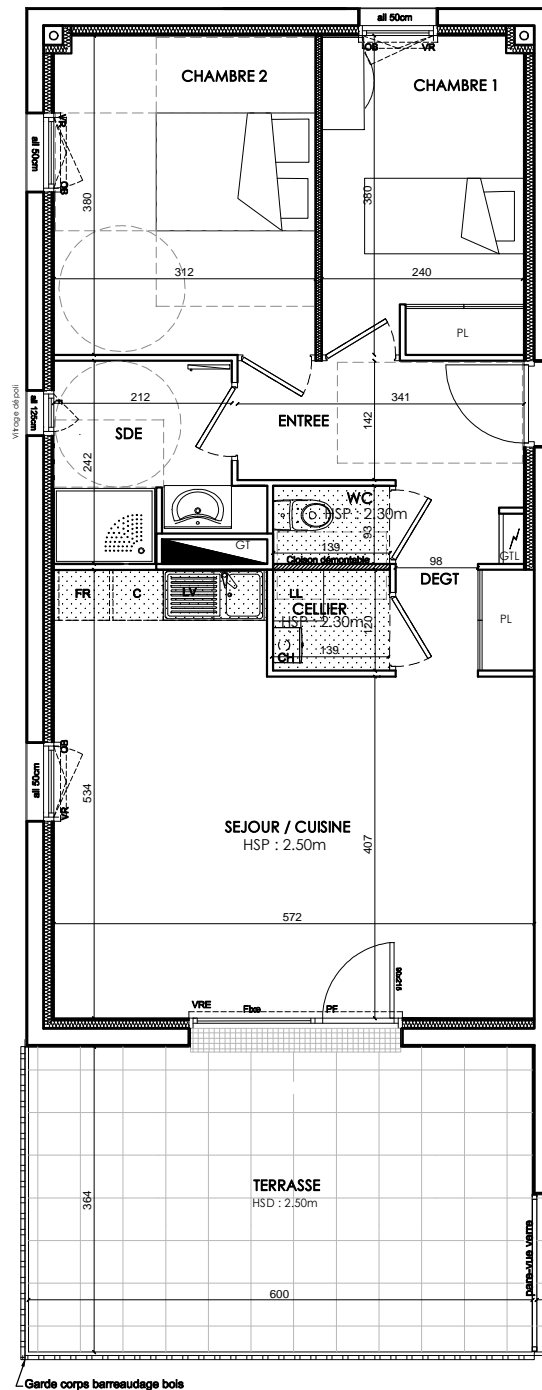 all 50cm
OB
VR
CHAMBRE 2
CHAMBRE 1
VR
all 50cm
OB
380
380
312
240
PL
Vitrage dépoli
all 125cm
F
212
341
ENTREE
SDE
142
242
WC
HSP : 2.30m
93
GT
139
Cloison démontable
98
GTL
DEGT
FR
C
LV
LL
CELLIER
HSP : 2.30m
120
PL
CH
139
OB
all 50cm
VR
534
SEJOUR / CUISINE
HSP : 2.50m
407
572
90x215
VRE
Fixe
PF
364
TERRASSE
HSD : 2.50m
pare-vue verre
600
Garde corps barreaudage bois